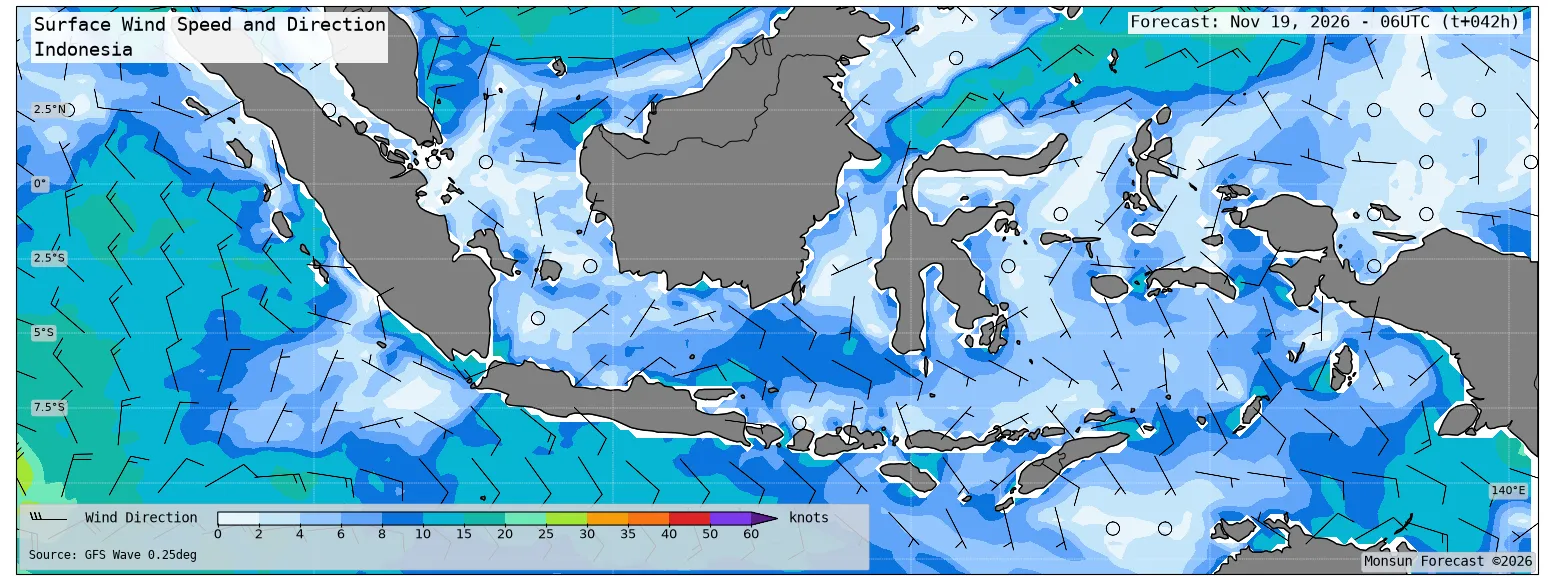 Surface Wind Speed and Direction
Indonesia
Forecast: Nov 19, 2026 - 06UTC (t+042h)
2.5°N
0°
2.5°S
5°S
7.5°S
140°E
Wind Direction
0 2 4 6 8 10 15 20 25 30 35 40 50 60
knots
Source: GFS Wave 0.25deg
Monsun Forecast ©2026